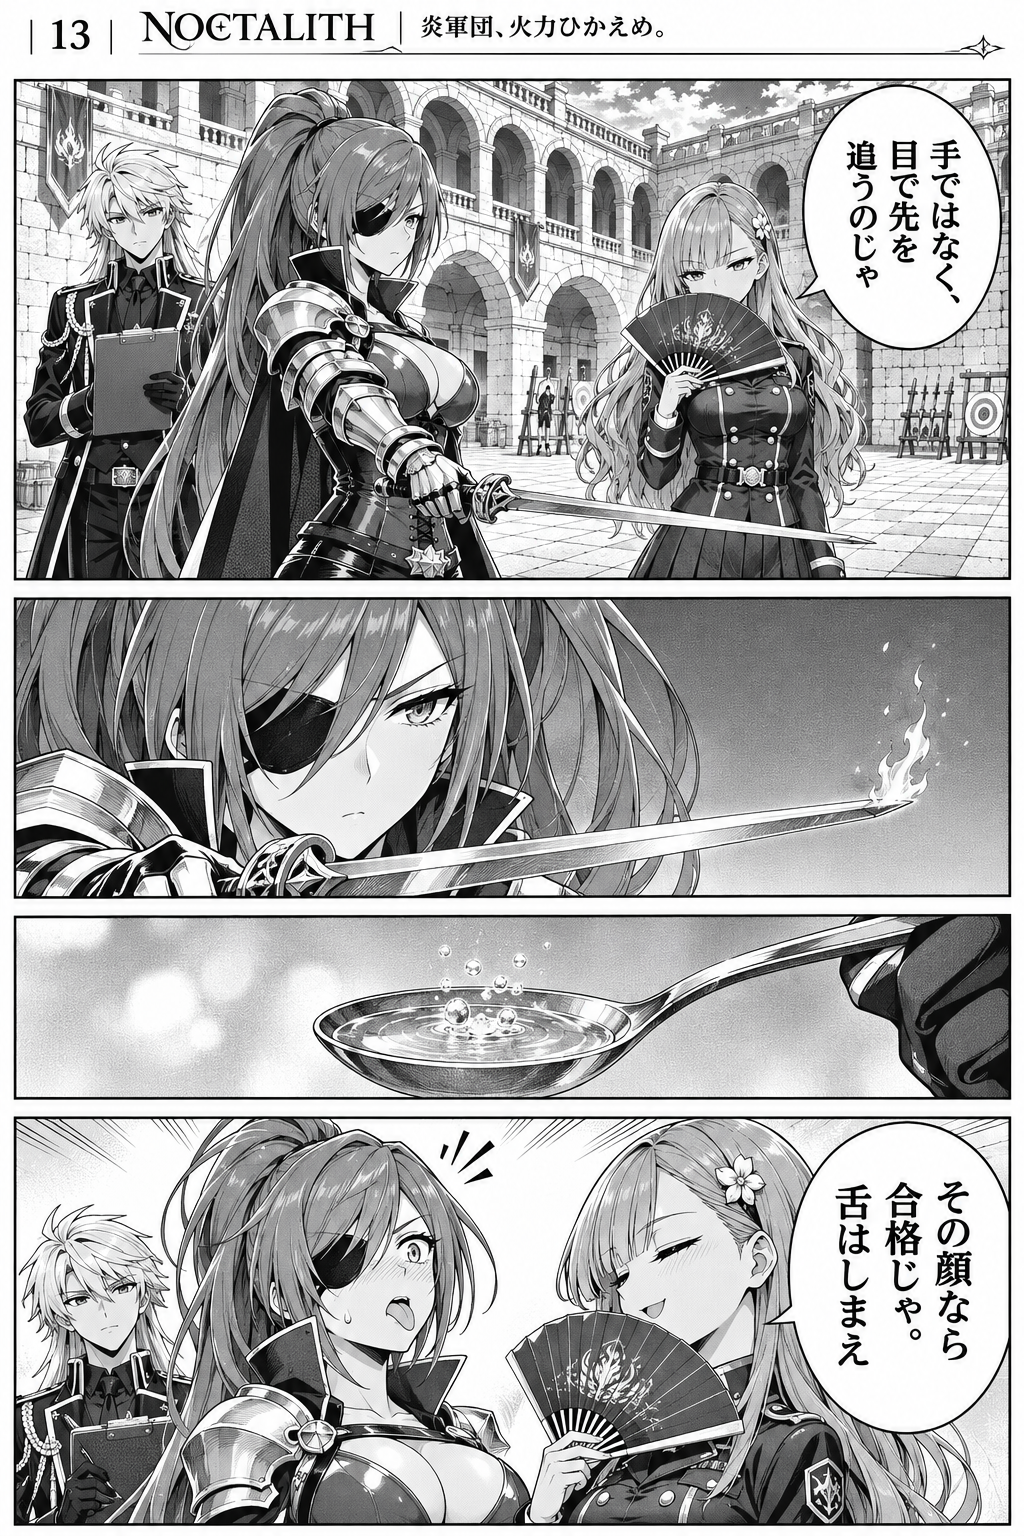 13
NOCTALITH
炎軍団、火力ひかえめ。
手ではなく、
目で先を
追うのじゃ
その顔なら
合格じゃ。
舌はしまえ